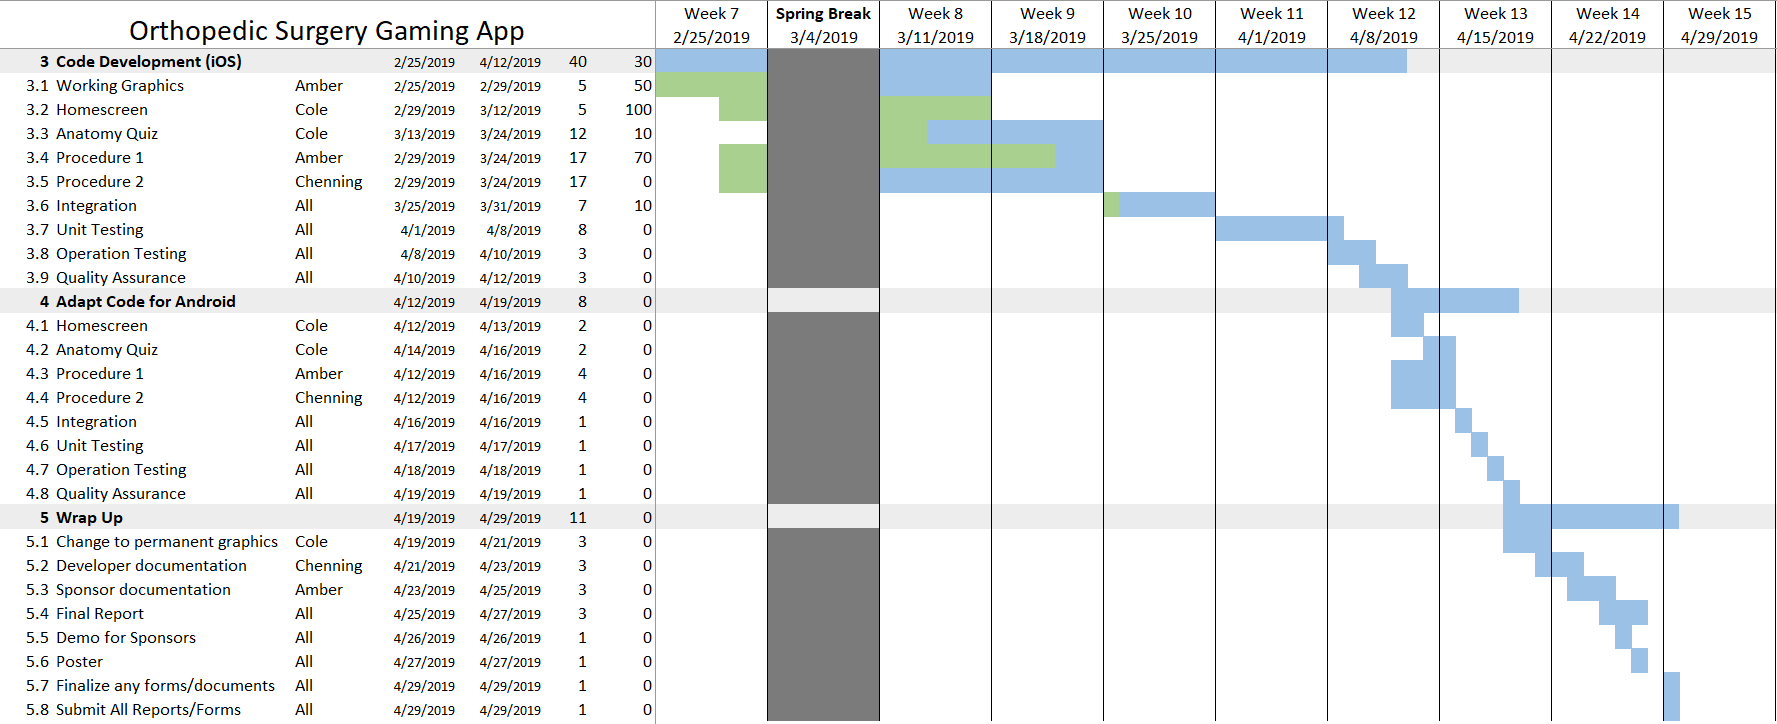 Orthopedic Surgery Gaming App
Week 7 Spring Break Week 8 Week 9 Week 10 Week 11 Week 12 Week 13 Week 14 Week 15
2/25/2019 3/4/2019 3/11/2019 3/18/2019 3/25/2019 4/1/2019 4/8/2019 4/15/2019 4/22/2019 4/29/2019
3 Code Development (iOS) 2/25/2019 4/12/2019 40 30
3.1 Working Graphics Amber 2/25/2019 2/29/2019 5 50
3.2 Homescreen Cole 2/29/2019 3/12/2019 5 100
3.3 Anatomy Quiz Cole 3/13/2019 3/24/2019 12 10
3.4 Procedure 1 Amber 2/29/2019 3/24/2019 17 70
3.5 Procedure 2 Chenning 2/29/2019 3/24/2019 17 0
3.6 Integration All 3/25/2019 3/31/2019 7 10
3.7 Unit Testing All 4/1/2019 4/8/2019 8 0
3.8 Operation Testing All 4/8/2019 4/10/2019 3 0
3.9 Quality Assurance All 4/10/2019 4/12/2019 3 0
4 Adapt Code for Android 4/12/2019 4/19/2019 8 0
4.1 Homescreen Cole 4/12/2019 4/13/2019 2 0
4.2 Anatomy Quiz Cole 4/14/2019 4/16/2019 2 0
4.3 Procedure 1 Amber 4/12/2019 4/16/2019 4 0
4.4 Procedure 2 Chenning 4/12/2019 4/16/2019 4 0
4.5 Integration All 4/16/2019 4/16/2019 1 0
4.6 Unit Testing All 4/17/2019 4/17/2019 1 0
4.7 Operation Testing All 4/18/2019 4/18/2019 1 0
4.8 Quality Assurance All 4/19/2019 4/19/2019 1 0
5 Wrap Up 4/19/2019 4/29/2019 11 0
5.1 Change to permanent graphics Cole 4/19/2019 4/21/2019 3 0
5.2 Developer documentation Chenning 4/21/2019 4/23/2019 3 0
5.3 Sponsor documentation Amber 4/23/2019 4/25/2019 3 0
5.4 Final Report All 4/25/2019 4/27/2019 3 0
5.5 Demo for Sponsors All 4/26/2019 4/26/2019 1 0
5.6 Poster All 4/27/2019 4/27/2019 1 0
5.7 Finalize any forms/documents All 4/29/2019 4/29/2019 1 0
5.8 Submit All Reports/Forms All 4/29/2019 4/29/2019 1 0